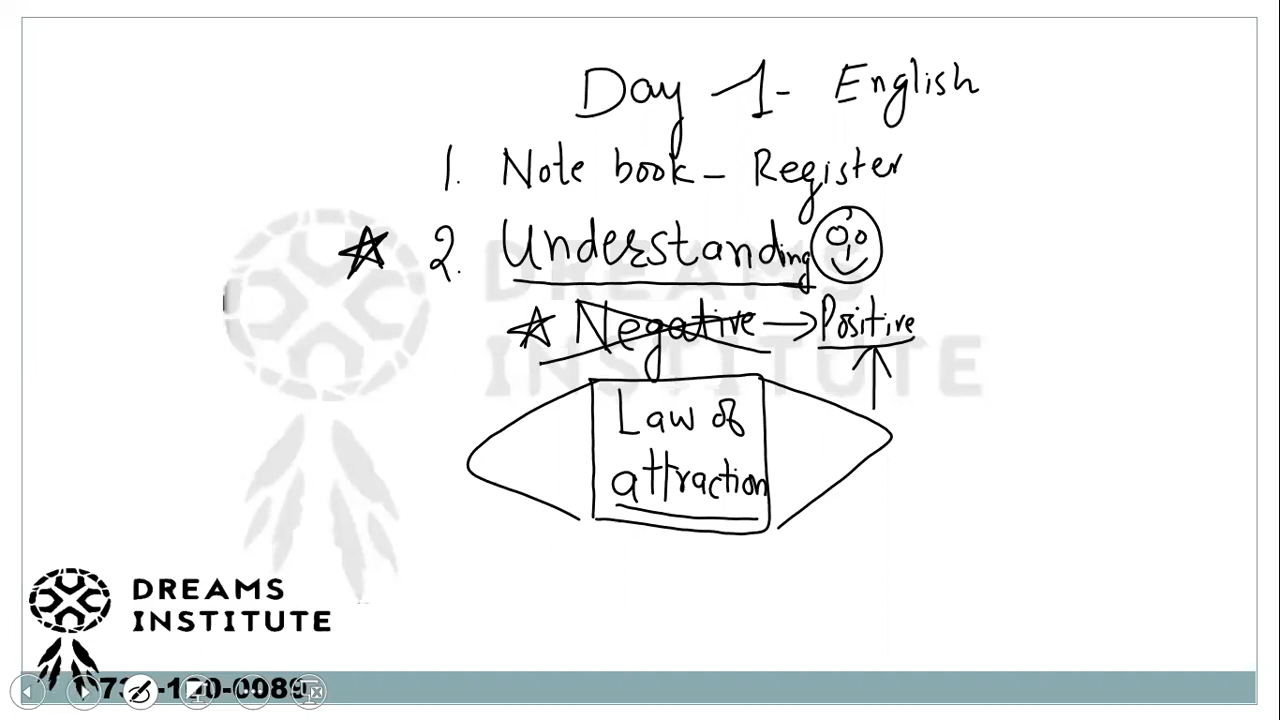 Day 1- English
1. Note book - Register
2. Understanding
Negative → Positive
Law of
attraction
DREAMS
INSTITUTE
DREAMS
INSTITUTE